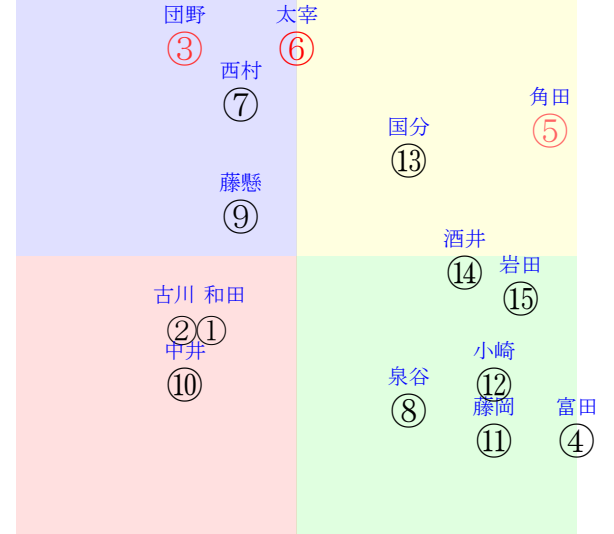 団野 太宰
③ ⑥
西村
⑦
角田
⑤
国分
⑬
藤懸
⑨
酒井
⑭
岩田
⑮
古川 和田
②①
中井
⑩
小崎
⑫
泉谷
⑧
藤岡
⑪
富田
④